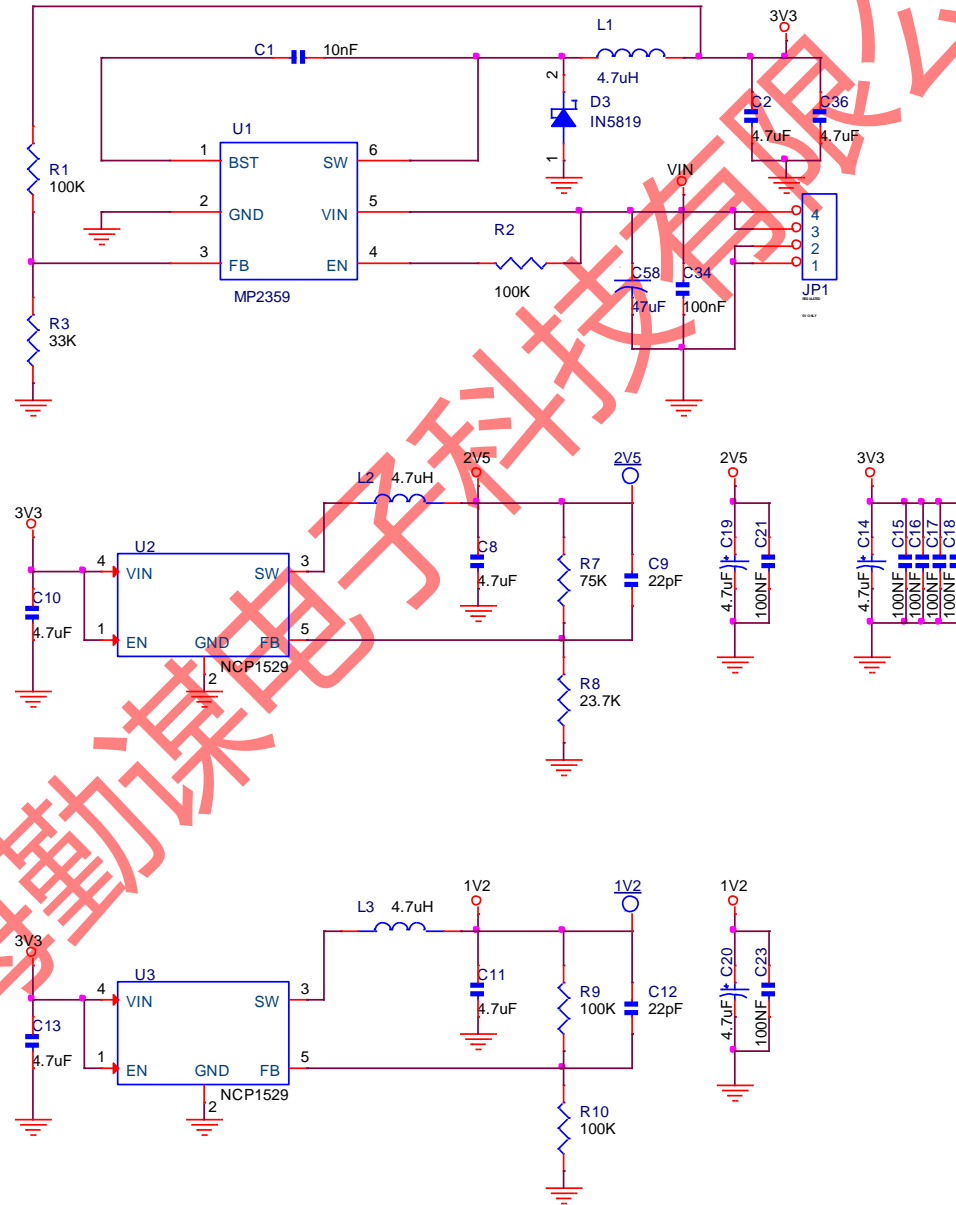 3V3
L1
C1 10nF
4.7uH
2
D3
IN5819
1
C2
4.7uF
C36
4.7uF
U1
1 BST SW 6
2 GND VIN 5
3 FB EN 4
MP2359
R1
100K
R3
33K
R2
100K
VIN
C58
47uF
C34
100nF
4
3
2
1
JP1
3V3
C10
4.7uF
U2
4 VIN SW 3
1 EN GND FB 5
2
NCP1529
L2 4.7uH
2V5
C8
4.7uF
2V5
R7
75K
C9
22pF
R8
23.7K
2V5
C19
4.7uF
C21
100NF
3V3
C14
4.7uF
C15
100NF
C16
100NF
C17
100NF
C18
100NF
3V3
C13
4.7uF
U3
4 VIN SW 3
1 EN GND FB 5
2
NCP1529
L3 4.7uH
1V2
C11
4.7uF
1V2
R9
100K
C12
22pF
R10
100K
1V2
C20
4.7uF
C23
100NF
勤谋电子科技有限公